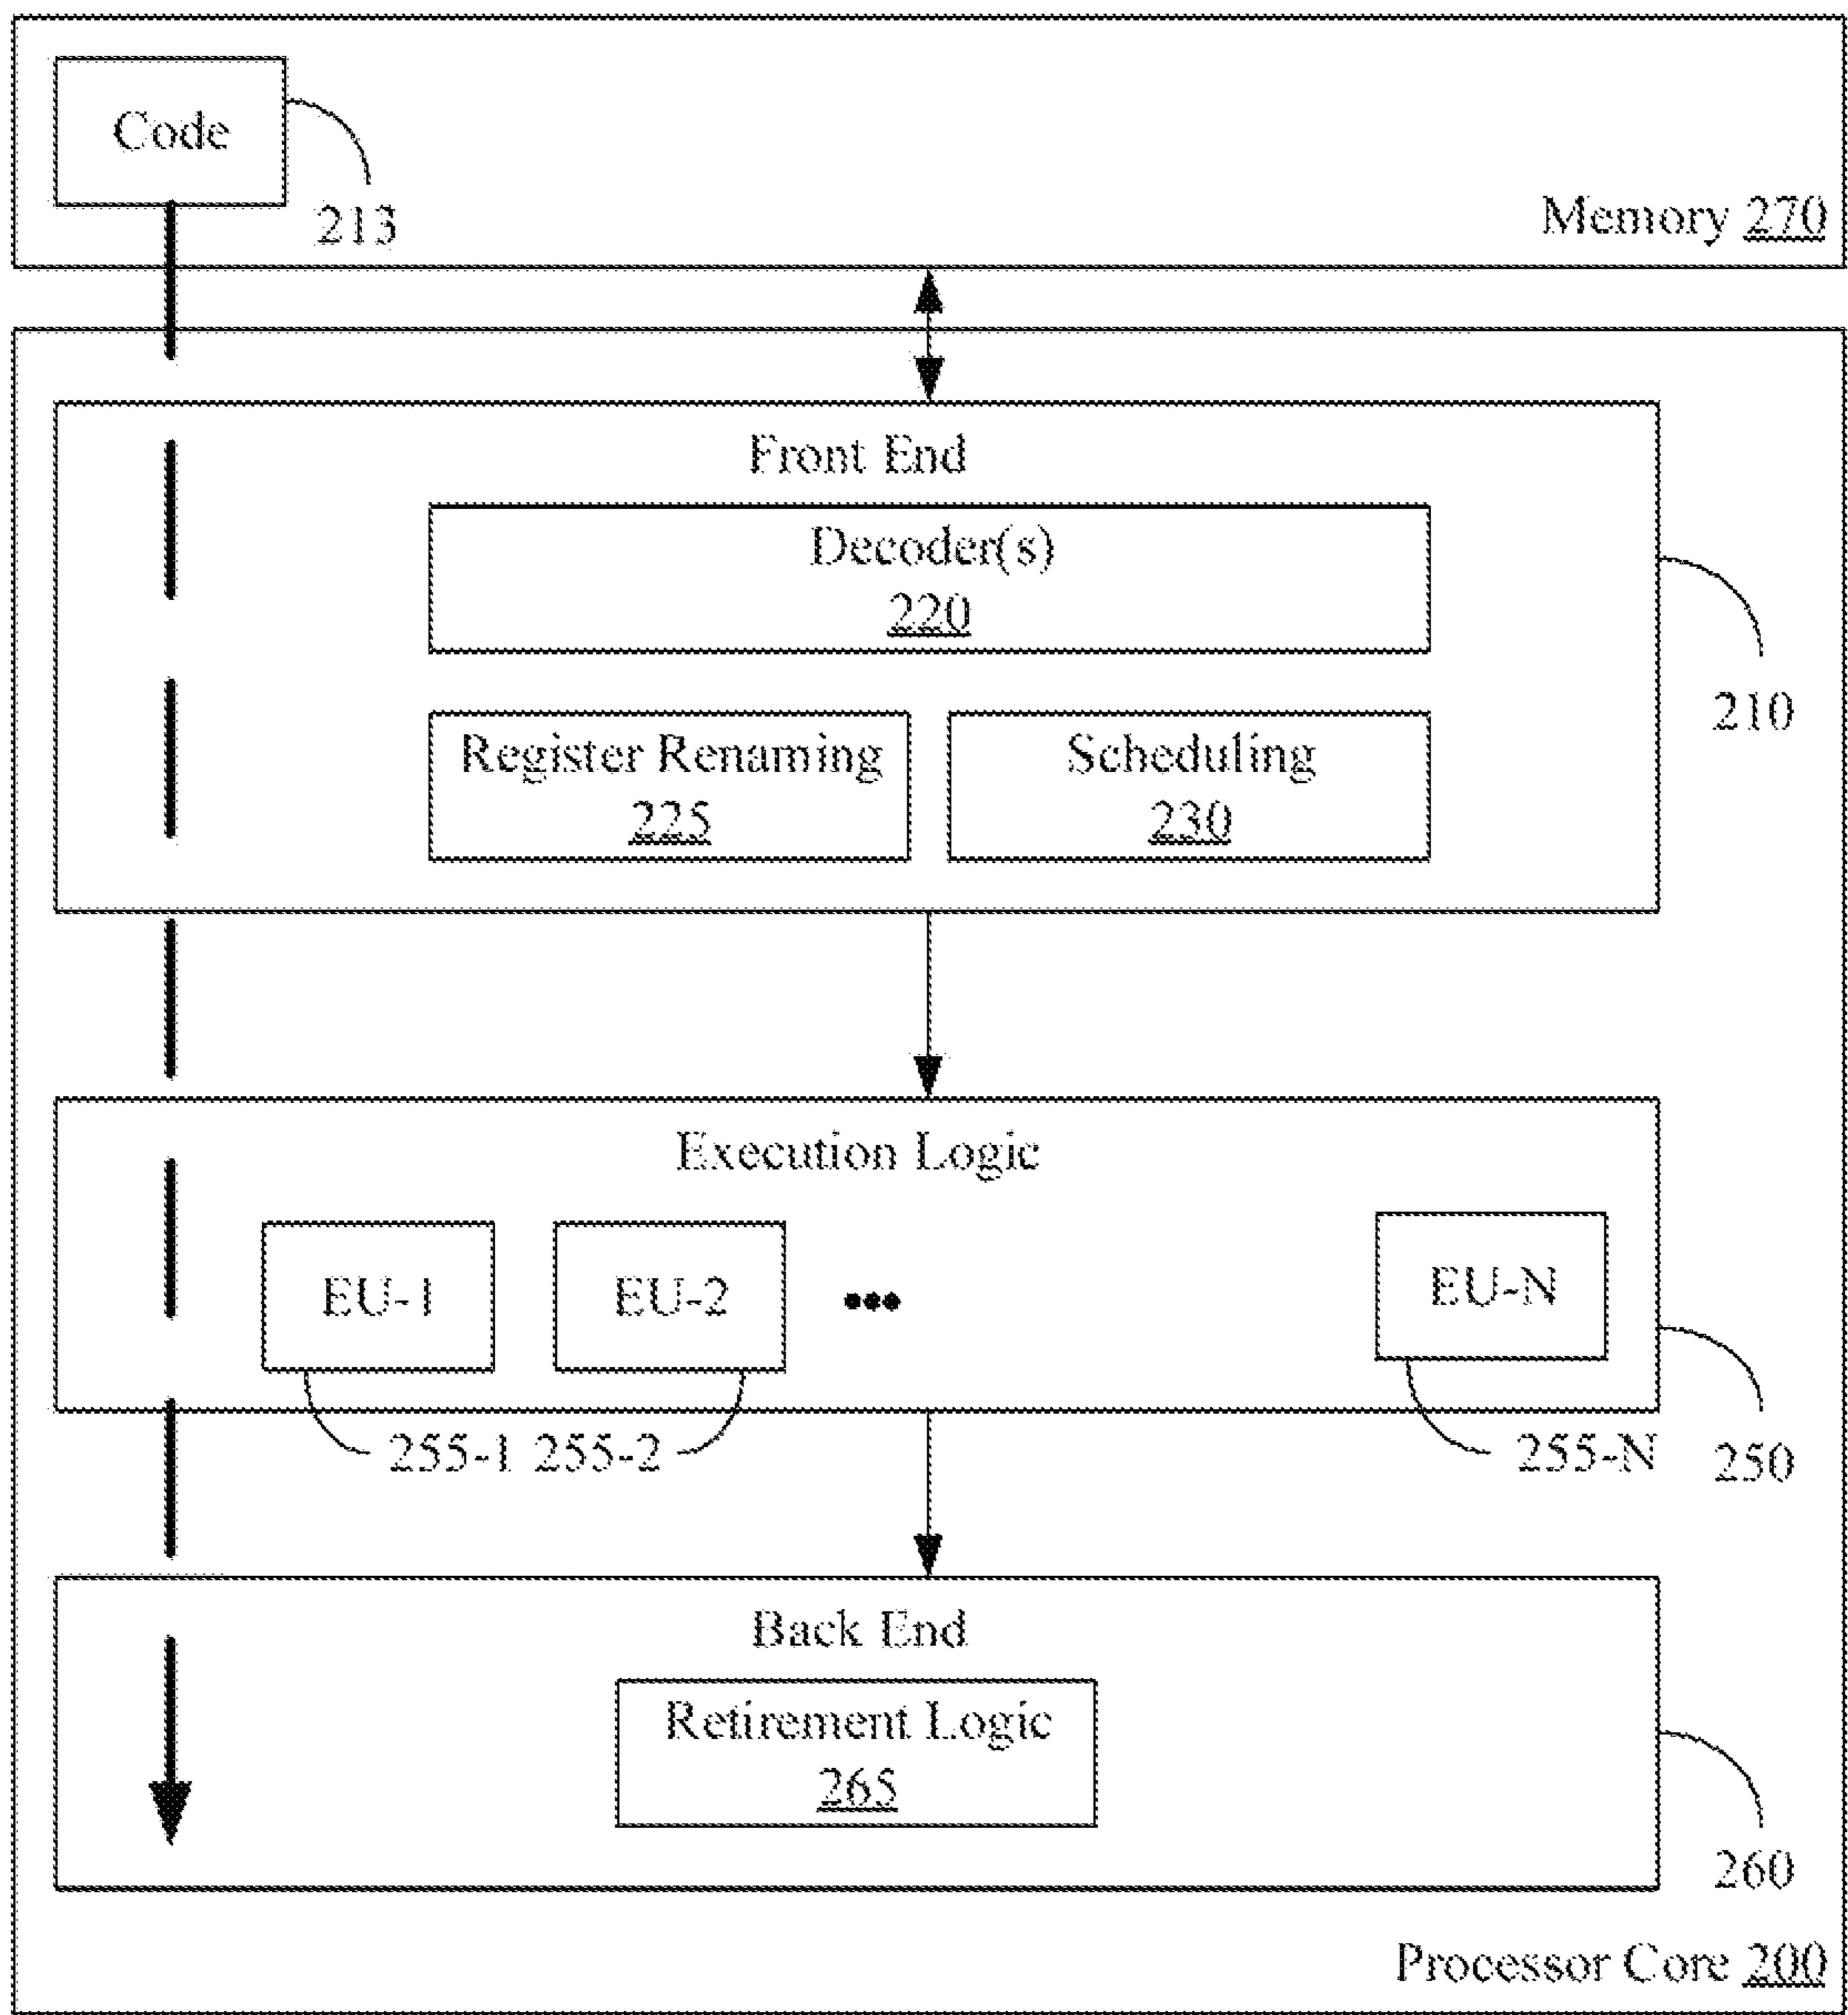 Code
213
Memory 270
Front End
Decoder(s)
220
210
Register Renaming
225
Scheduling
230
Execution Logic
EU-1
EU-2
•••
EU-N
255-1 255-2
255-N
250
Back End
Retirement Logic
265
260
Processor Core 200